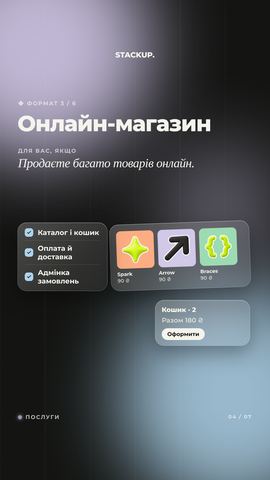 STACKUP.
❖ ФОРМАТ 3 / 6
Онлайн-магазин
ДЛЯ ВАС, ЯКЩО
Продаєте багато товарів онлайн.
Каталог і кошик
Оплата й
доставка
Адмінка
замовлень
Spark
90 ₴
Arrow
90 ₴
Braces
90 ₴
Кошик · 2
Разом 180 ₴
Оформити
ПОСЛУГИ
04 / 07